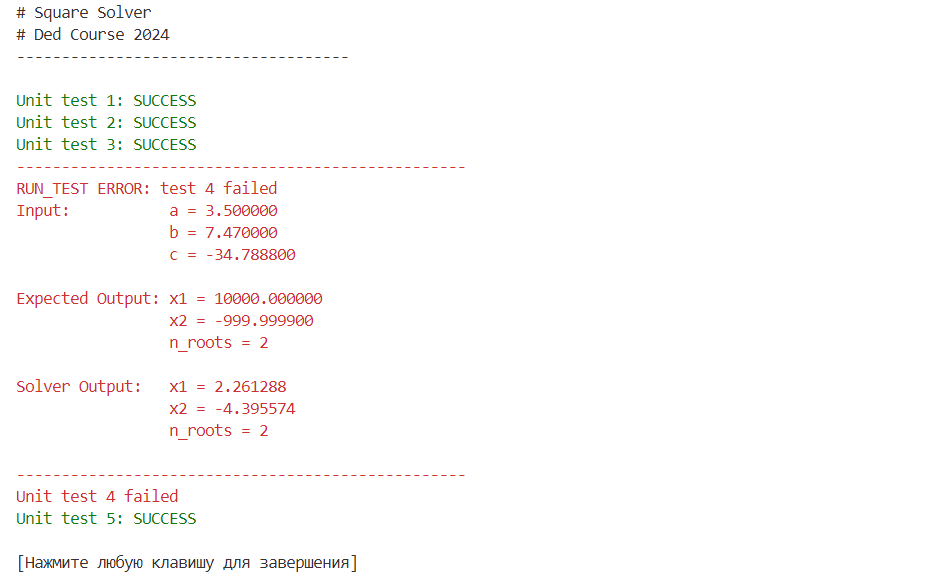 # Square Solver
# Ded Course 2024
-------------------------------------
Unit test 1: SUCCESS
Unit test 2: SUCCESS
Unit test 3: SUCCESS
--------------------------------------------------
RUN_TEST ERROR: test 4 failed
Input:           a = 3.500000
                 b = 7.470000
                 c = -34.788800
Expected Output: x1 = 10000.000000
                 x2 = -999.999900
                 n_roots = 2
Solver Output:   x1 = 2.261288
                 x2 = -4.395574
                 n_roots = 2
--------------------------------------------------
Unit test 4 failed
Unit test 5: SUCCESS
[Нажмите любую клавишу для завершения]